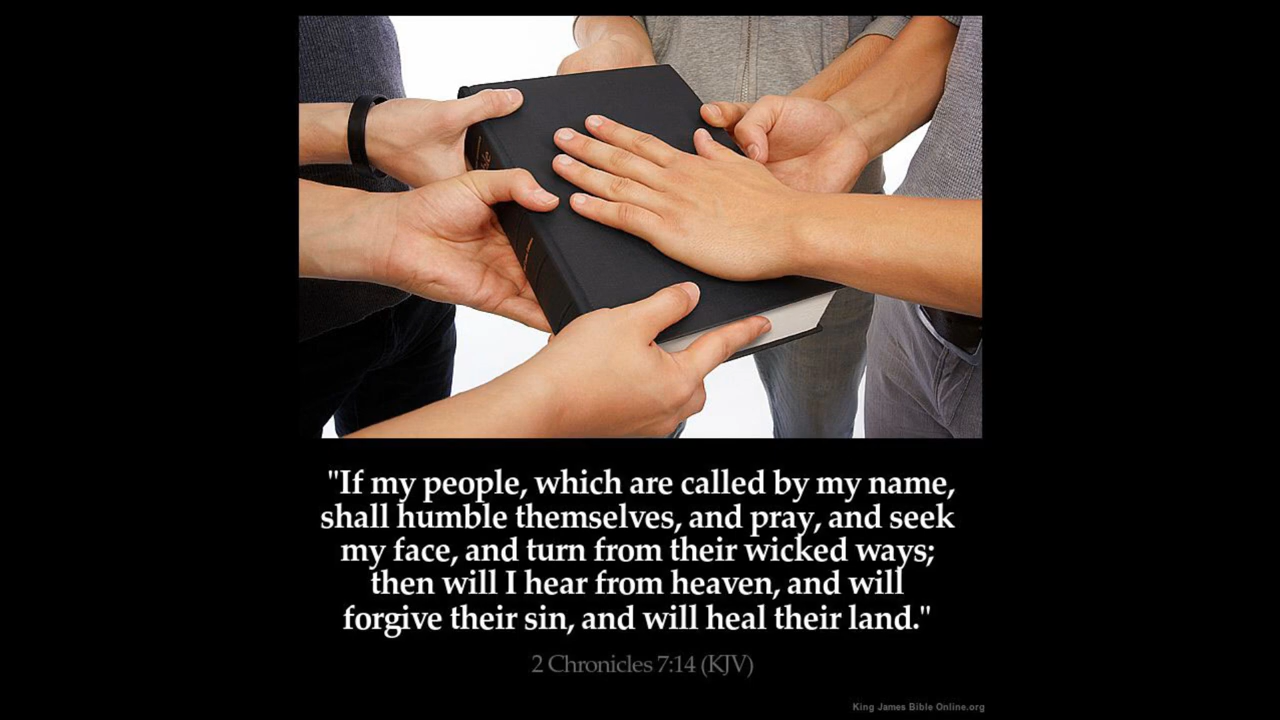 "If my people, which are called by my name,
shall humble themselves, and pray, and seek
my face, and turn from their wicked ways;
then will I hear from heaven, and will
forgive their sin, and will heal their land."
2 Chronicles 7:14 (KJV)
King James Bible Online.org